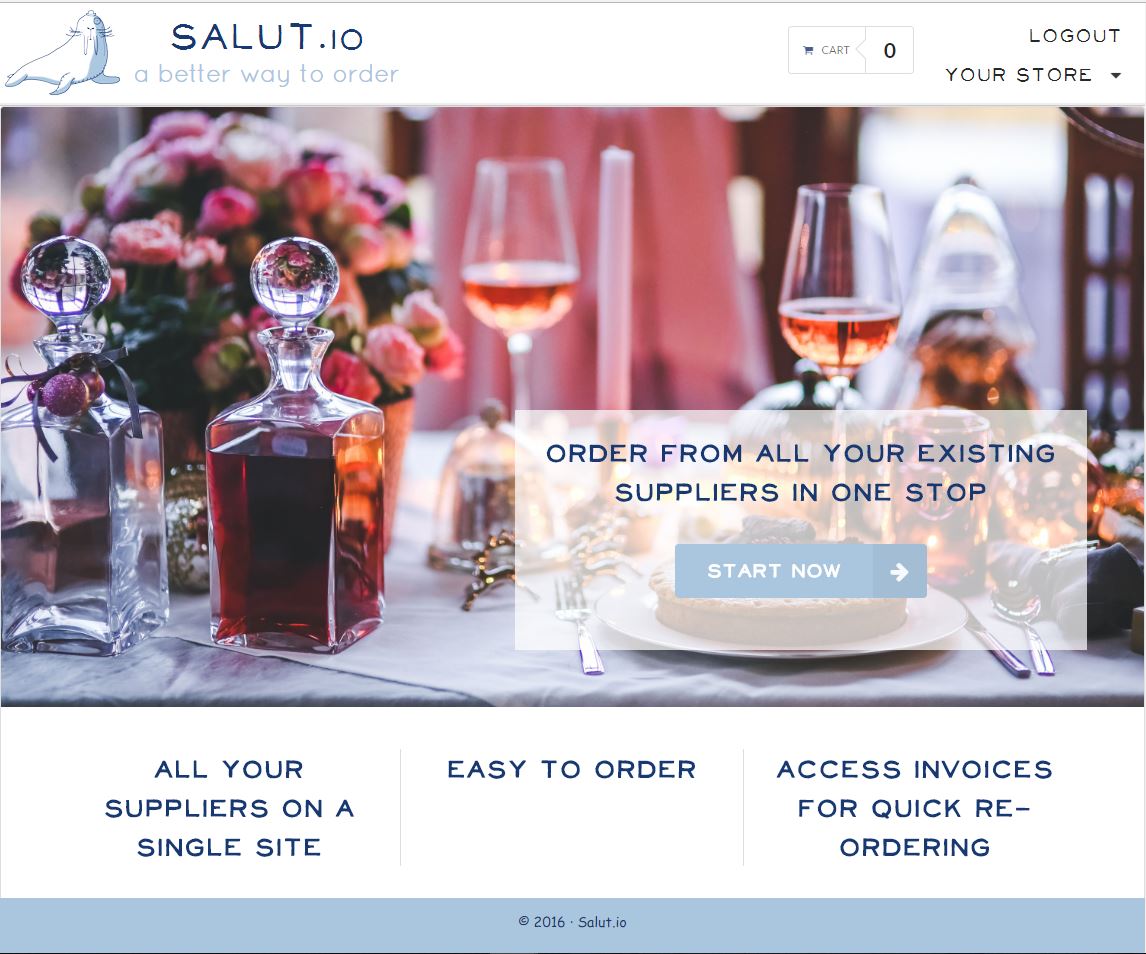 SALUT.IO
a better way to order
CART 0
LOGOUT
YOUR STORE
ORDER FROM ALL YOUR EXISTING
SUPPLIERS IN ONE STOP
START NOW
ALL YOUR
SUPPLIERS ON A
SINGLE SITE
EASY TO ORDER
ACCESS INVOICES
FOR QUICK RE-
ORDERING
© 2016 · Salut.io